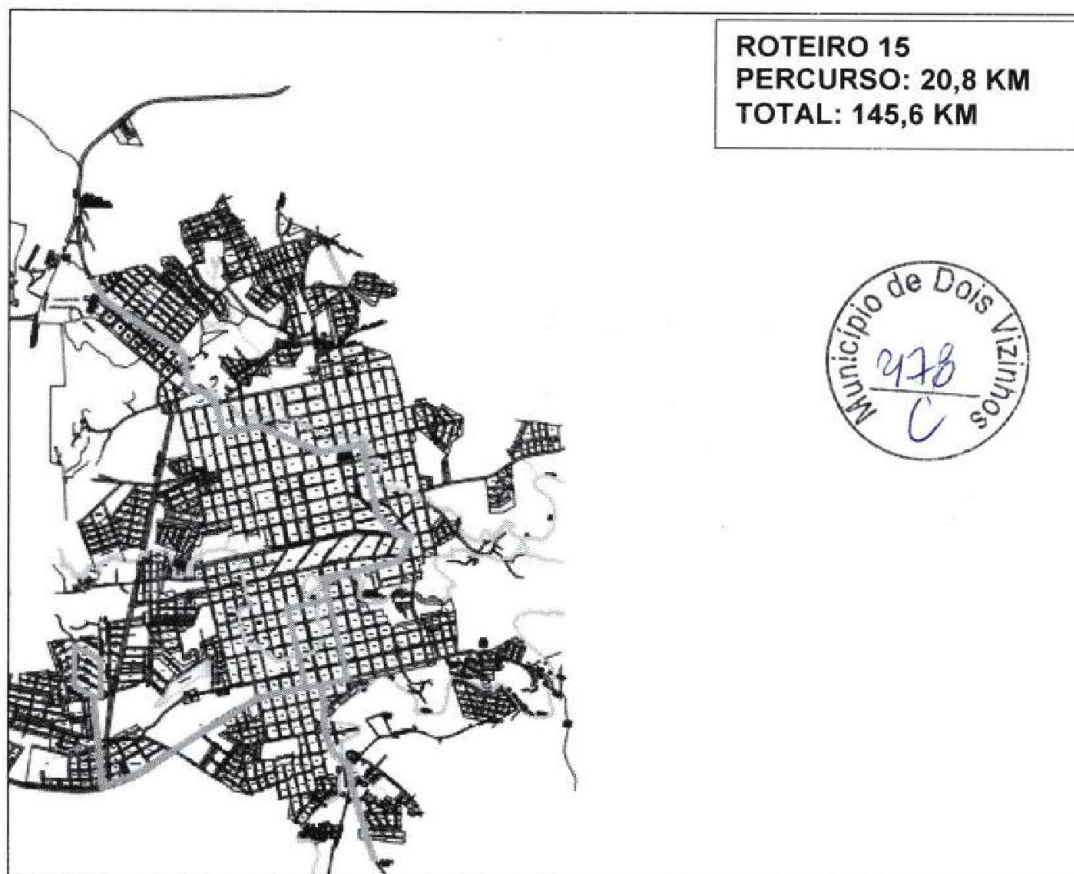 ROTEIRO 15
PERCURSO: 20,8 KM
TOTAL: 145,6 KM
Município de Dois Vizinhos
478
C